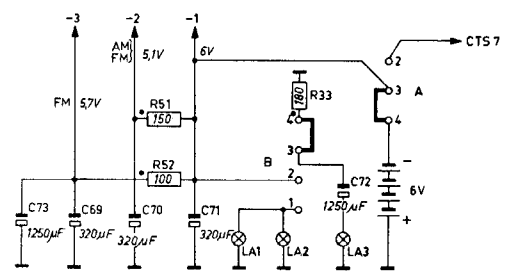 -3 -2 -1
CTS7
AM
FM
5,1V
6V
2
3 A
4
FM 5,7V
R51
150
R52
100
180 R33
4
3
B
2
1
C72
1250µF
-
6V
+
C73
1250µF
C69
320µF
C70
320µF
C71
320µF
LA1 LA2 LA3